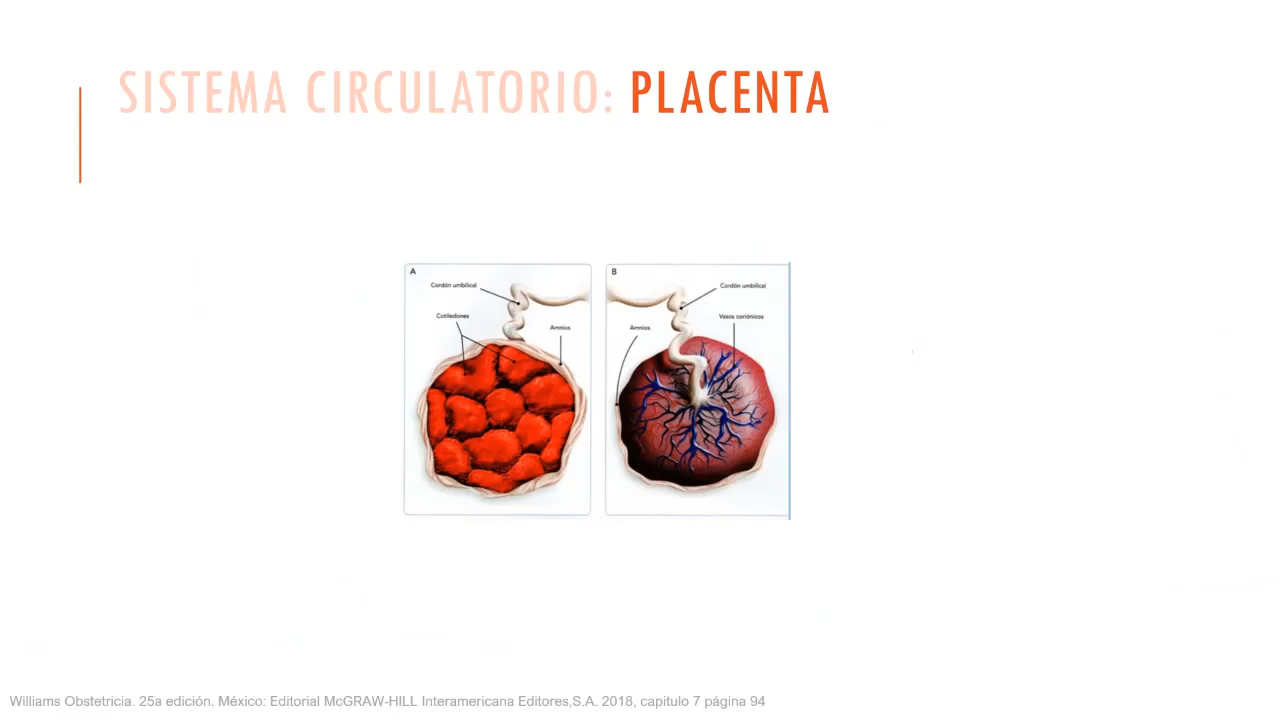 SISTEMA CIRCULATORIO: PLACENTA
A
Cordón umbilical
Cotiledones
Amnios
B
Cordón umbilical
Amnios
Vasos coriónicos
Williams Obstetricia. 25a edición. México: Editorial McGRAW-HILL Interamericana Editores,S.A. 2018, capitulo 7 página 94